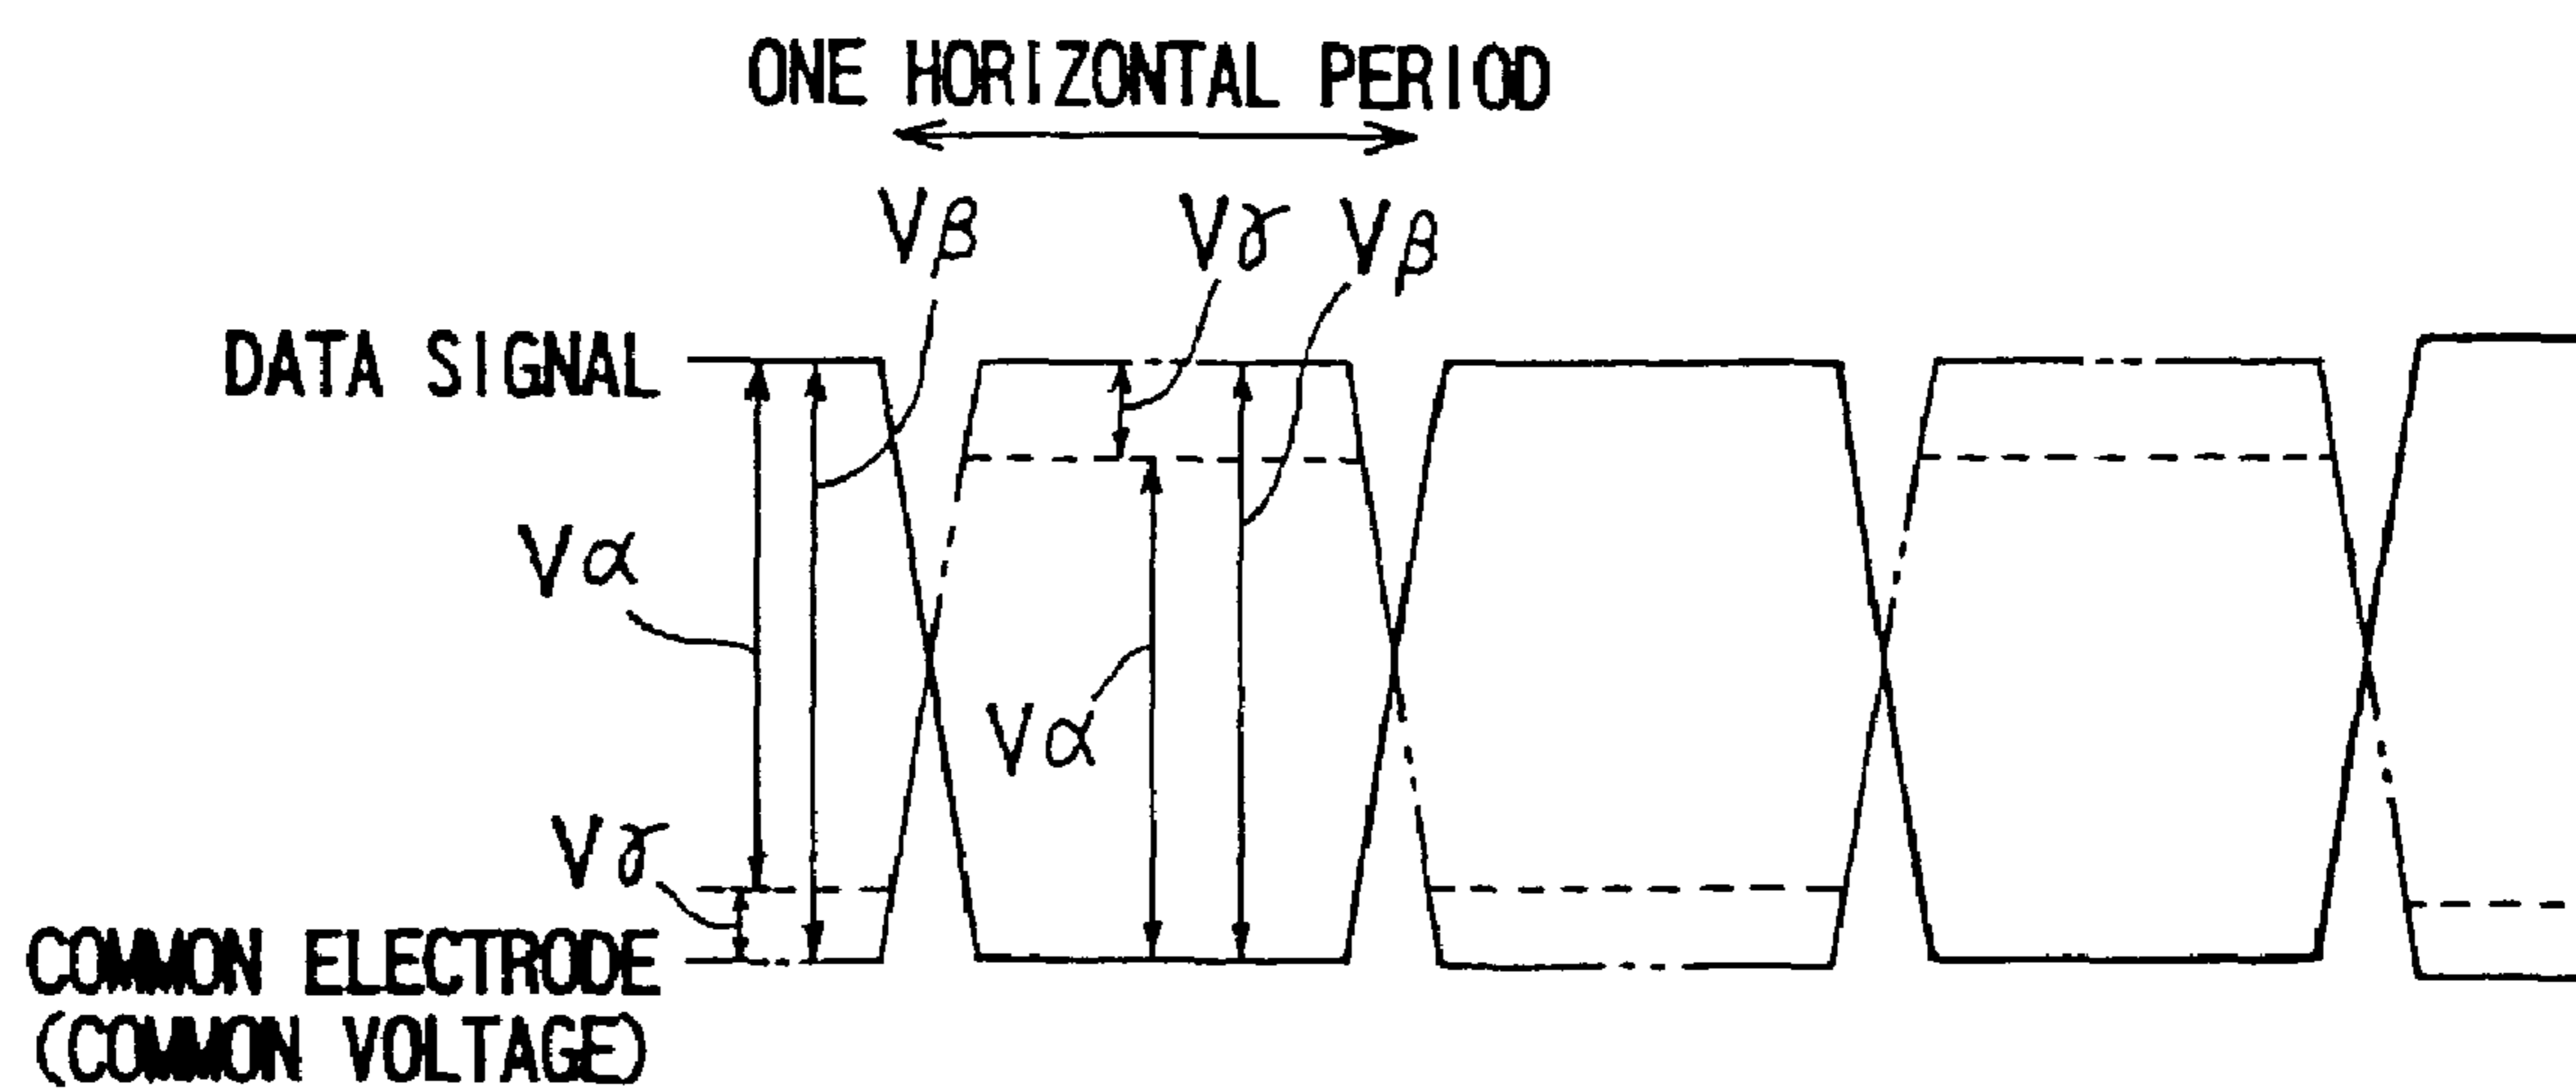 ONE HORIZONTAL PERIOD
Vβ
Vγ
Vβ
DATA SIGNAL
Vα
Vα
Vγ
COMMON ELECTRODE
(COMMON VOLTAGE)